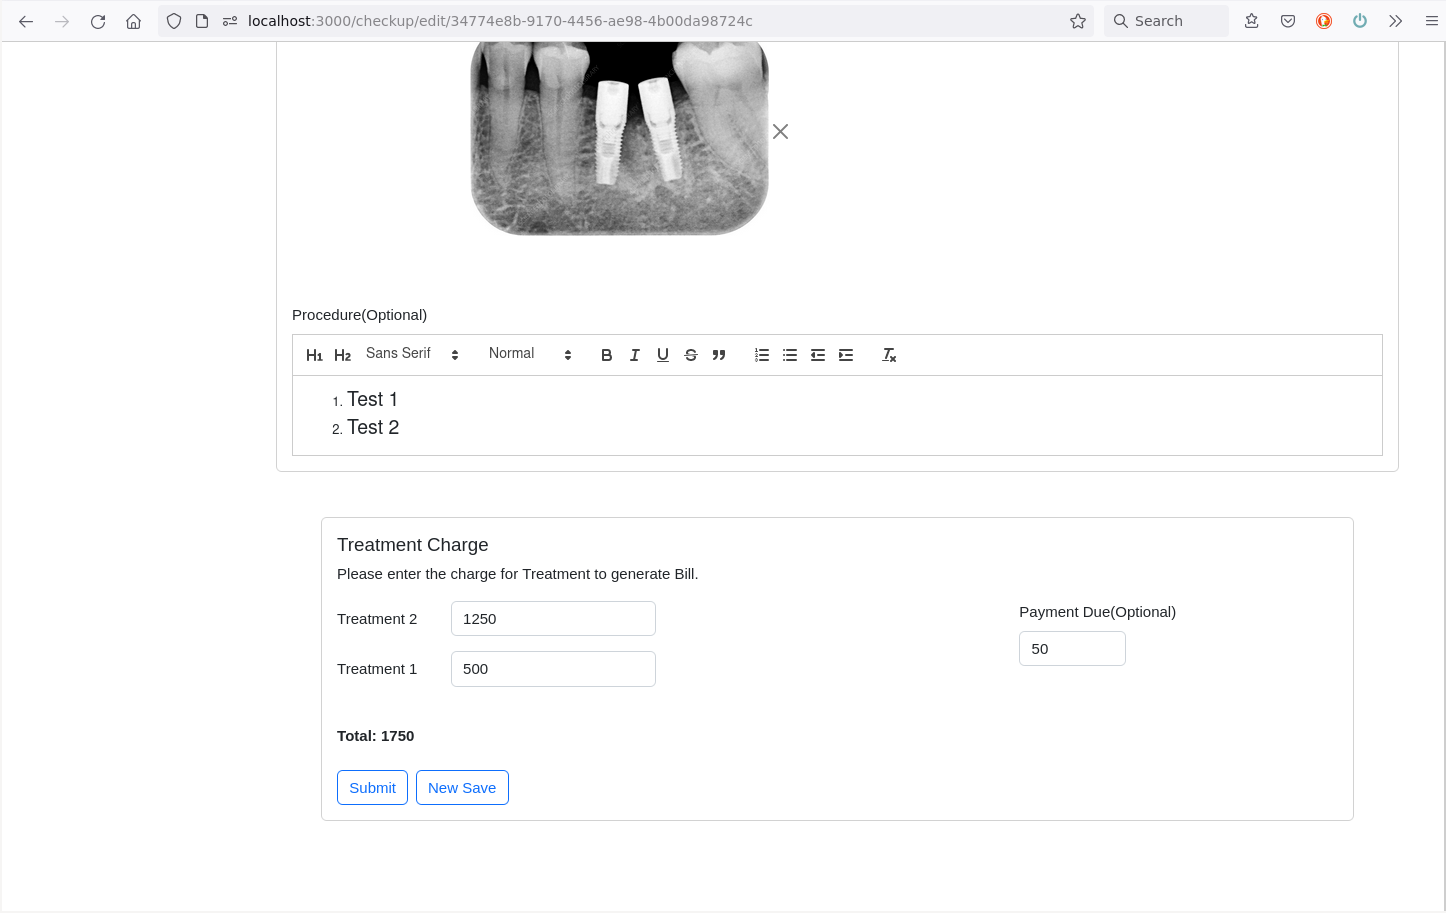 localhost:3000/checkup/edit/34774e8b-9170-4456-ae98-4b00da98724c
Search
Procedure(Optional)
H1 H2 Sans Serif Normal B I U S Tx
1. Test 1
2. Test 2
Treatment Charge
Please enter the charge for Treatment to generate Bill.
Treatment 2 1250
Payment Due(Optional)
50
Treatment 1 500
Total: 1750
Submit New Save